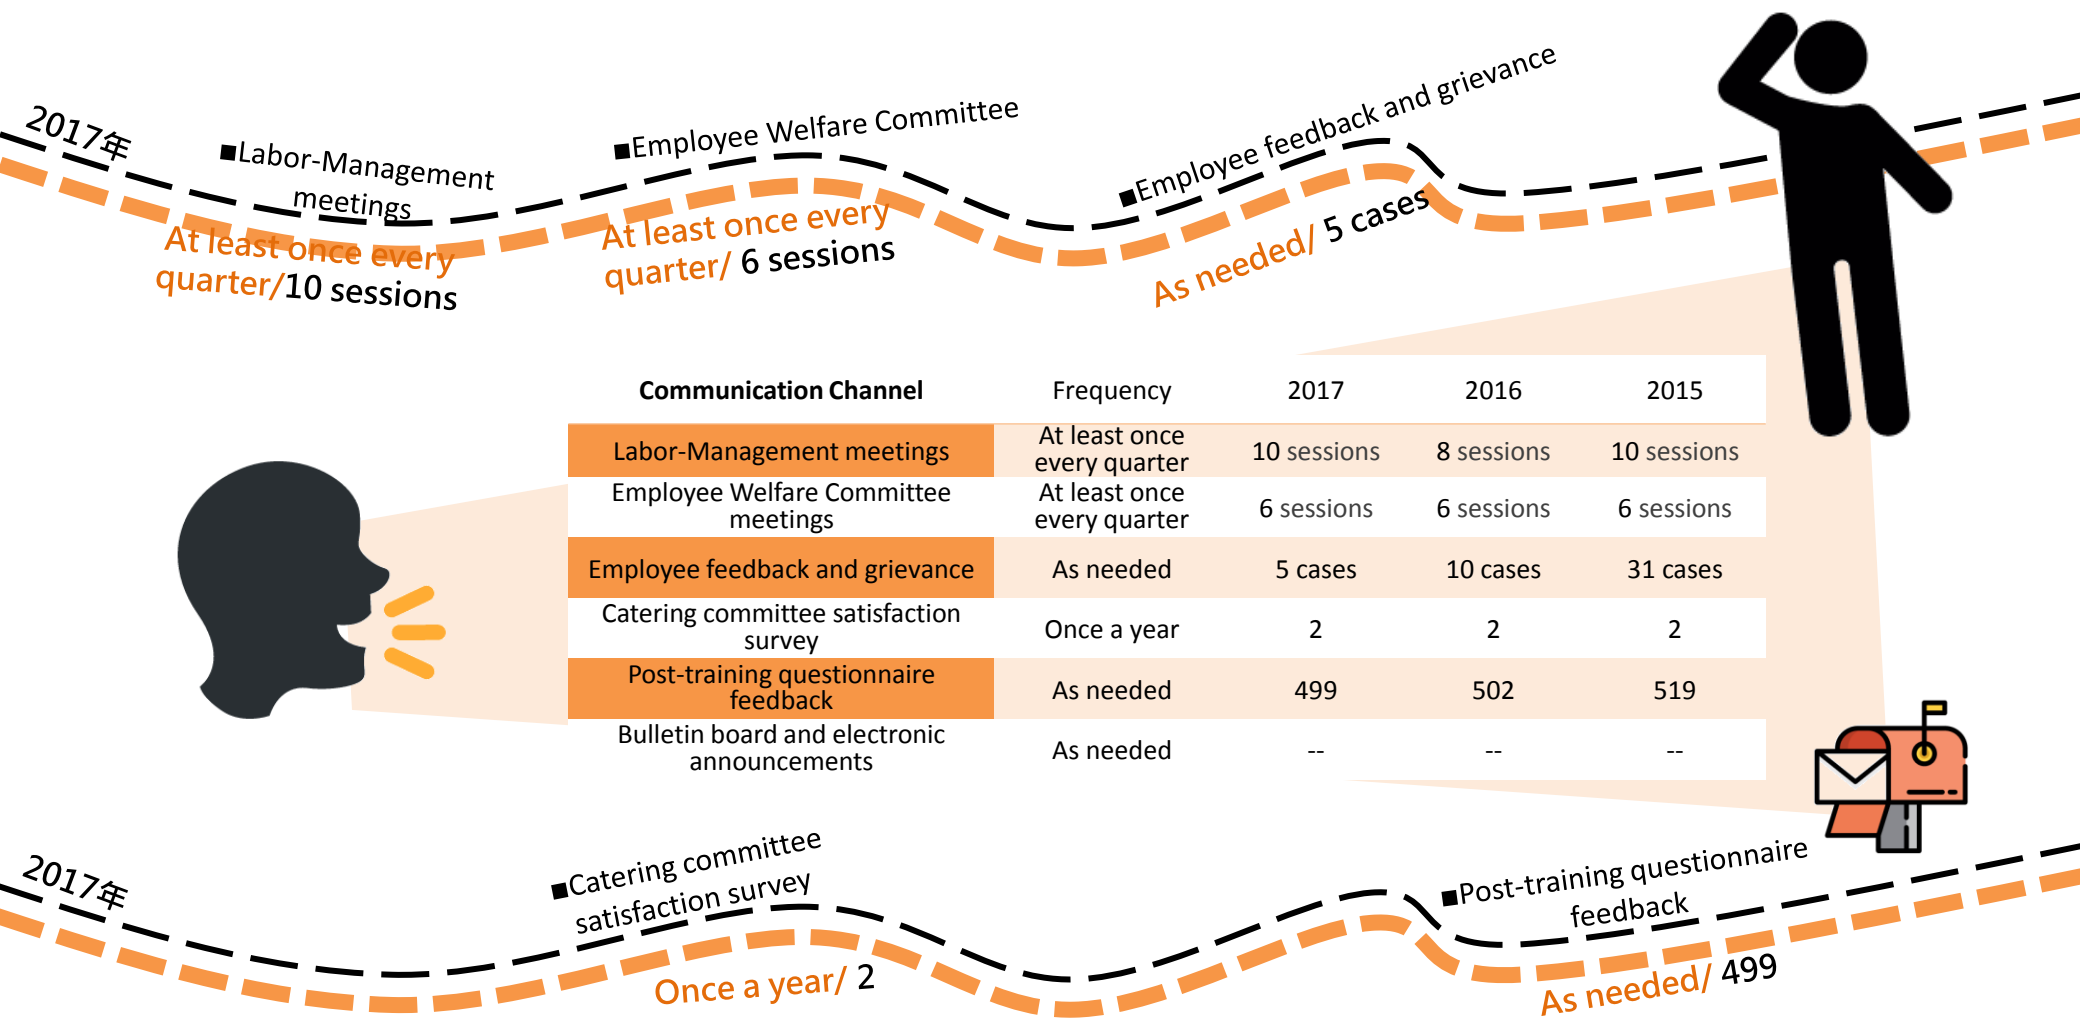 2017年
■Labor-Management
meetings
At least once every
quarter/10 sessions
■Employee Welfare Committee
At least once every
quarter/ 6 sessions
■Employee feedback and grievance
As needed/ 5 cases
Communication Channel Frequency 2017 2016 2015
Labor-Management meetings At least once every quarter 10 sessions 8 sessions 10 sessions
Employee Welfare Committee meetings At least once every quarter 6 sessions 6 sessions 6 sessions
Employee feedback and grievance As needed 5 cases 10 cases 31 cases
Catering committee satisfaction survey Once a year 2 2 2
Post-training questionnaire feedback As needed 499 502 519
Bulletin board and electronic announcements As needed -- -- --
2017年
■Catering committee
satisfaction survey
Once a year/ 2
■Post-training questionnaire
feedback
As needed/ 499